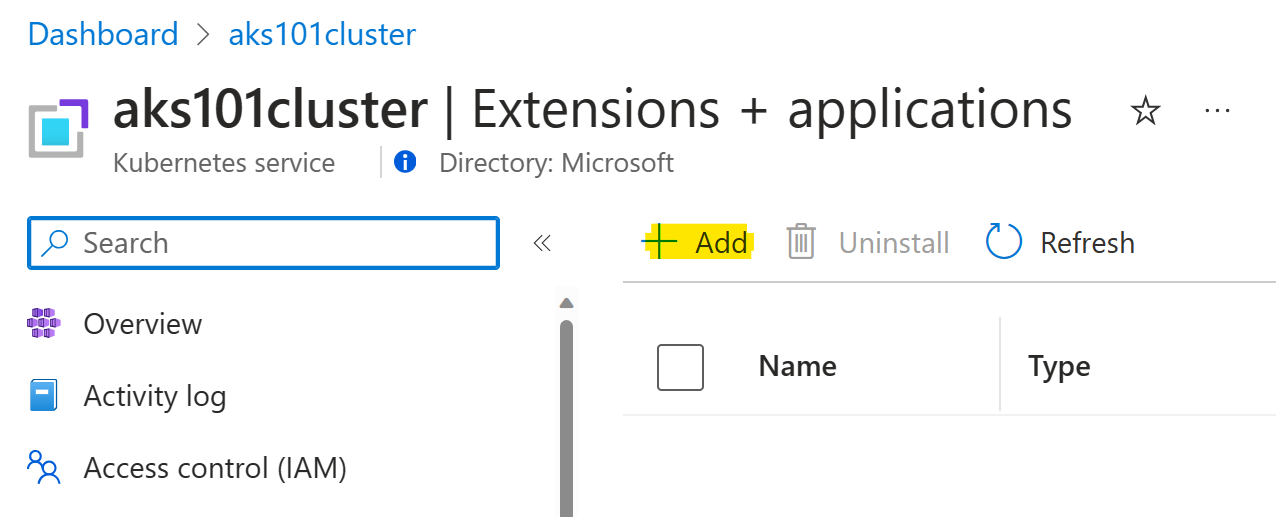 Dashboard > aks101cluster
aks101cluster | Extensions + applications
Kubernetes service
Directory: Microsoft
Search
Add
Uninstall
Refresh
Overview
Name
Type
Activity log
Access control (IAM)